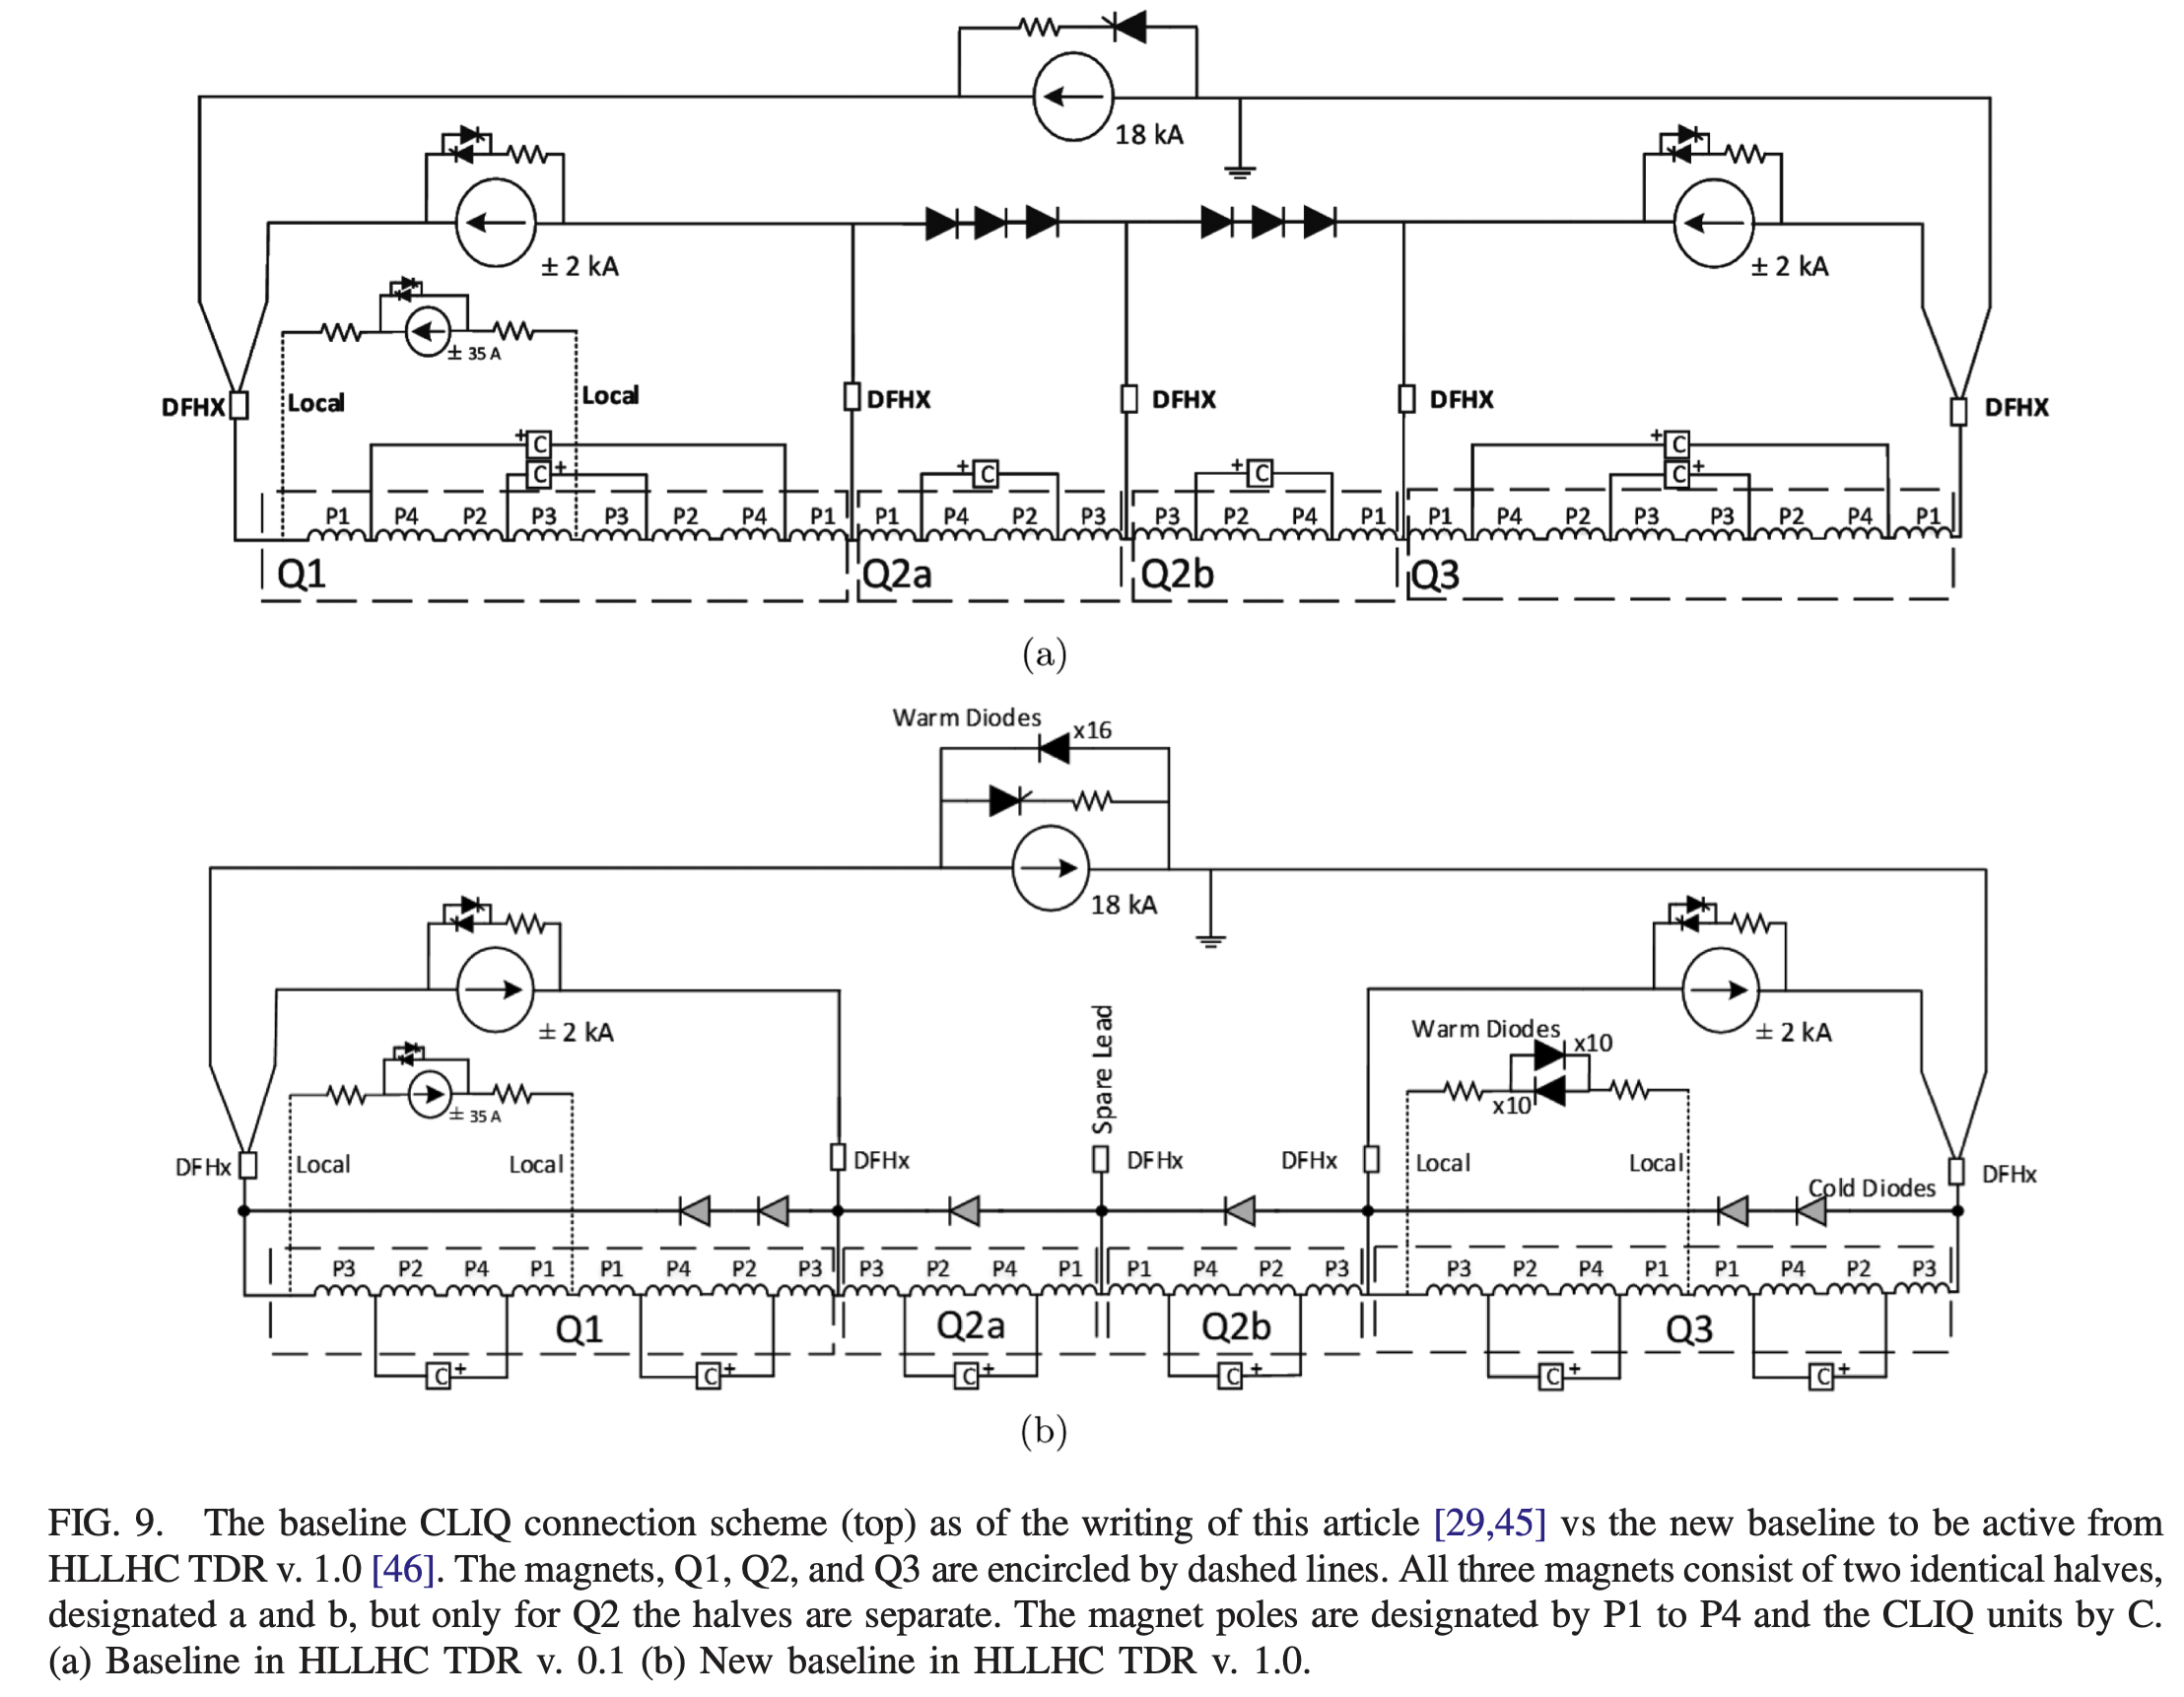 18 kA
± 2 kA
± 2 kA
± 35 A
Local
Local
DFHX
DFHX
DFHX
DFHX
DFHX
+ C
C +
+ C
+ C
+ C
C +
P1 P4 P2 P3 P3 P2 P4 P1 P1 P4 P2 P3 P3 P2 P4 P1 P1 P4 P2 P3 P3 P2 P4 P1
Q1 Q2a Q2b Q3
(a)
Warm Diodes
x16
18 kA
± 2 kA
± 2 kA
Warm Diodes
x10
x10
± 35 A
Spare Lead
DFHx
Local
Local
DFHx
DFHx
DFHx
Local
Local
DFHx
Cold Diodes
P3 P2 P4 P1 P1 P4 P2 P3 P3 P2 P4 P1 P1 P4 P2 P3 P3 P2 P4 P1 P1 P4 P2 P3
Q1 Q2a Q2b Q3
C + C + C + C + C + C +
(b)
FIG. 9. The baseline CLIQ connection scheme (top) as of the writing of this article [29,45] vs the new baseline to be active from
HLLHC TDR v. 1.0 [46]. The magnets, Q1, Q2, and Q3 are encircled by dashed lines. All three magnets consist of two identical halves,
designated a and b, but only for Q2 the halves are separate. The magnet poles are designated by P1 to P4 and the CLIQ units by C.
(a) Baseline in HLLHC TDR v. 0.1 (b) New baseline in HLLHC TDR v. 1.0.